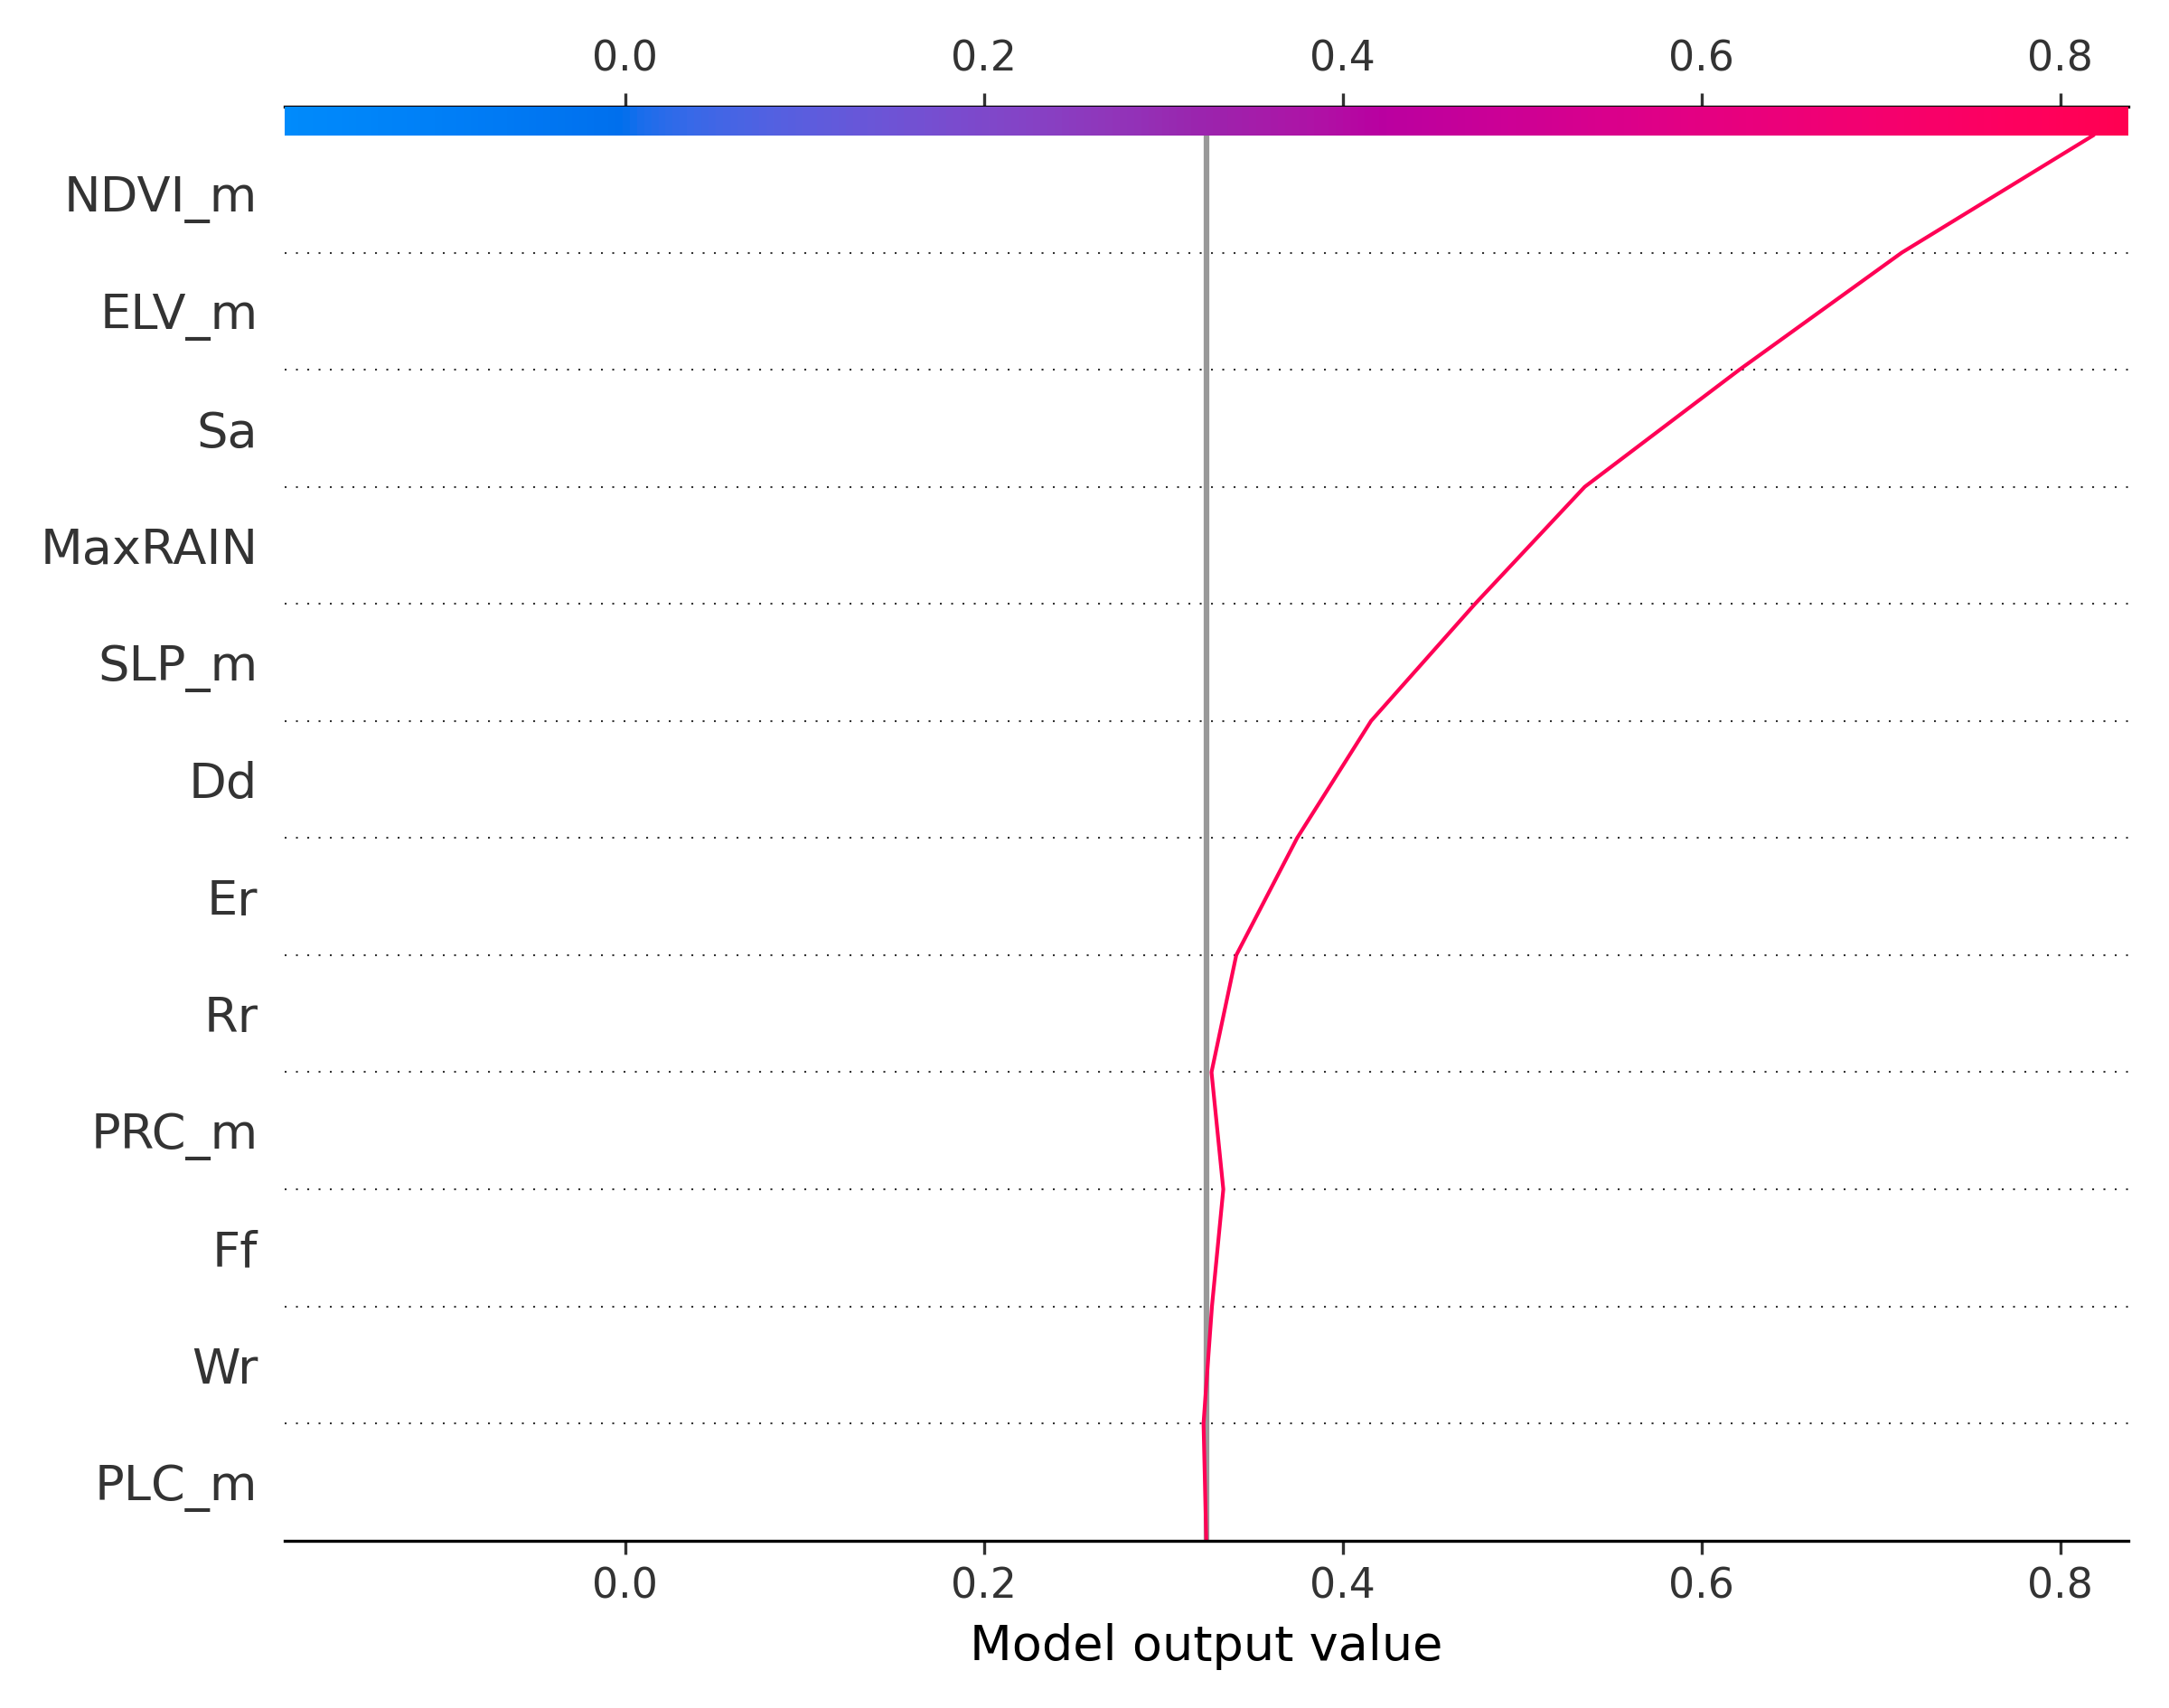 0.0 0.2 0.4 0.6 0.8
NDVI_m
ELV_m
Sa
MaxRAIN
SLP_m
Dd
Er
Rr
PRC_m
Ff
Wr
PLC_m
0.0 0.2 0.4 0.6 0.8
Model output value